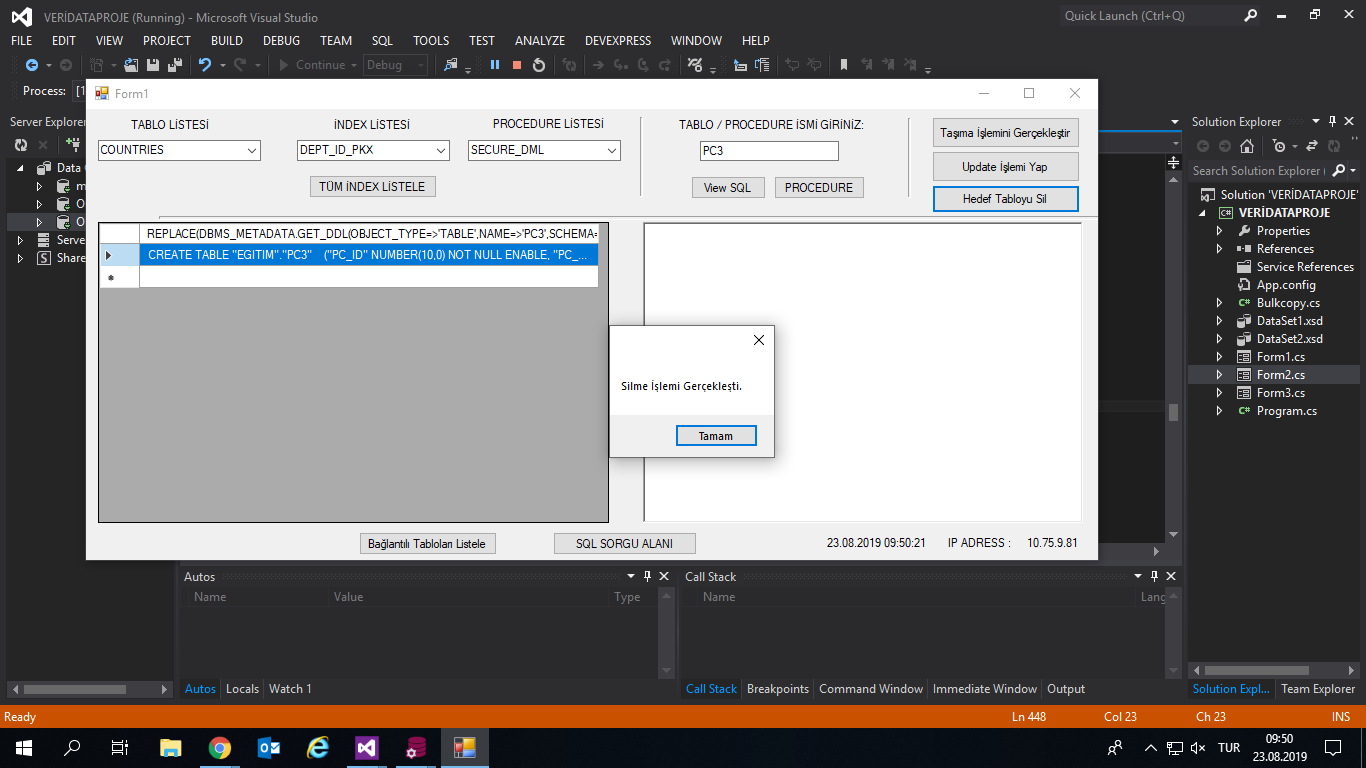 VERİDATAPROJE (Running) - Microsoft Visual Studio
Quick Launch (Ctrl+Q)
FILE EDIT VIEW PROJECT BUILD DEBUG TEAM SQL TOOLS TEST ANALYZE DEVEXPRESS WINDOW HELP
Continue Debug
Process: [1
Form1
Server Explorer
Data
m
O
O
Serve
Share
TABLO LİSTESİ
İNDEX LİSTESİ
PROCEDURE LİSTESİ
TABLO / PROCEDURE İSMİ GİRİNİZ:
COUNTRIES
DEPT_ID_PKX
SECURE_DML
PC3
TÜM İNDEX LİSTELE
View SQL
PROCEDURE
Taşıma İşlemini Gerçekleştir
Update İşlemi Yap
Hedef Tabloyu Sil
REPLACE(DBMS_METADATA.GET_DDL(OBJECT_TYPE=>'TABLE',NAME=>'PC3',SCHEMA=
CREATE TABLE "EGITIM"."PC3" ("PC_ID" NUMBER(10,0) NOT NULL ENABLE, "PC_...
Silme İşlemi Gerçekleşti.
Tamam
Bağlantılı Tabloları Listele
SQL SORGU ALANI
23.08.2019 09:50:21
IP ADRESS :
10.75.9.81
Solution Explorer
Search Solution Explorer (
Solution 'VERİDATAPROJE'
VERİDATAPROJE
Properties
References
Service References
App.config
Bulkcopy.cs
DataSet1.xsd
DataSet2.xsd
Form1.cs
Form2.cs
Form3.cs
Program.cs
Autos
Name Value Type
Call Stack
Name Lang
Autos Locals Watch 1
Call Stack Breakpoints Command Window Immediate Window Output
Solution Expl... Team Explorer
Ready
Ln 448 Col 23 Ch 23 INS
TUR
09:50
23.08.2019